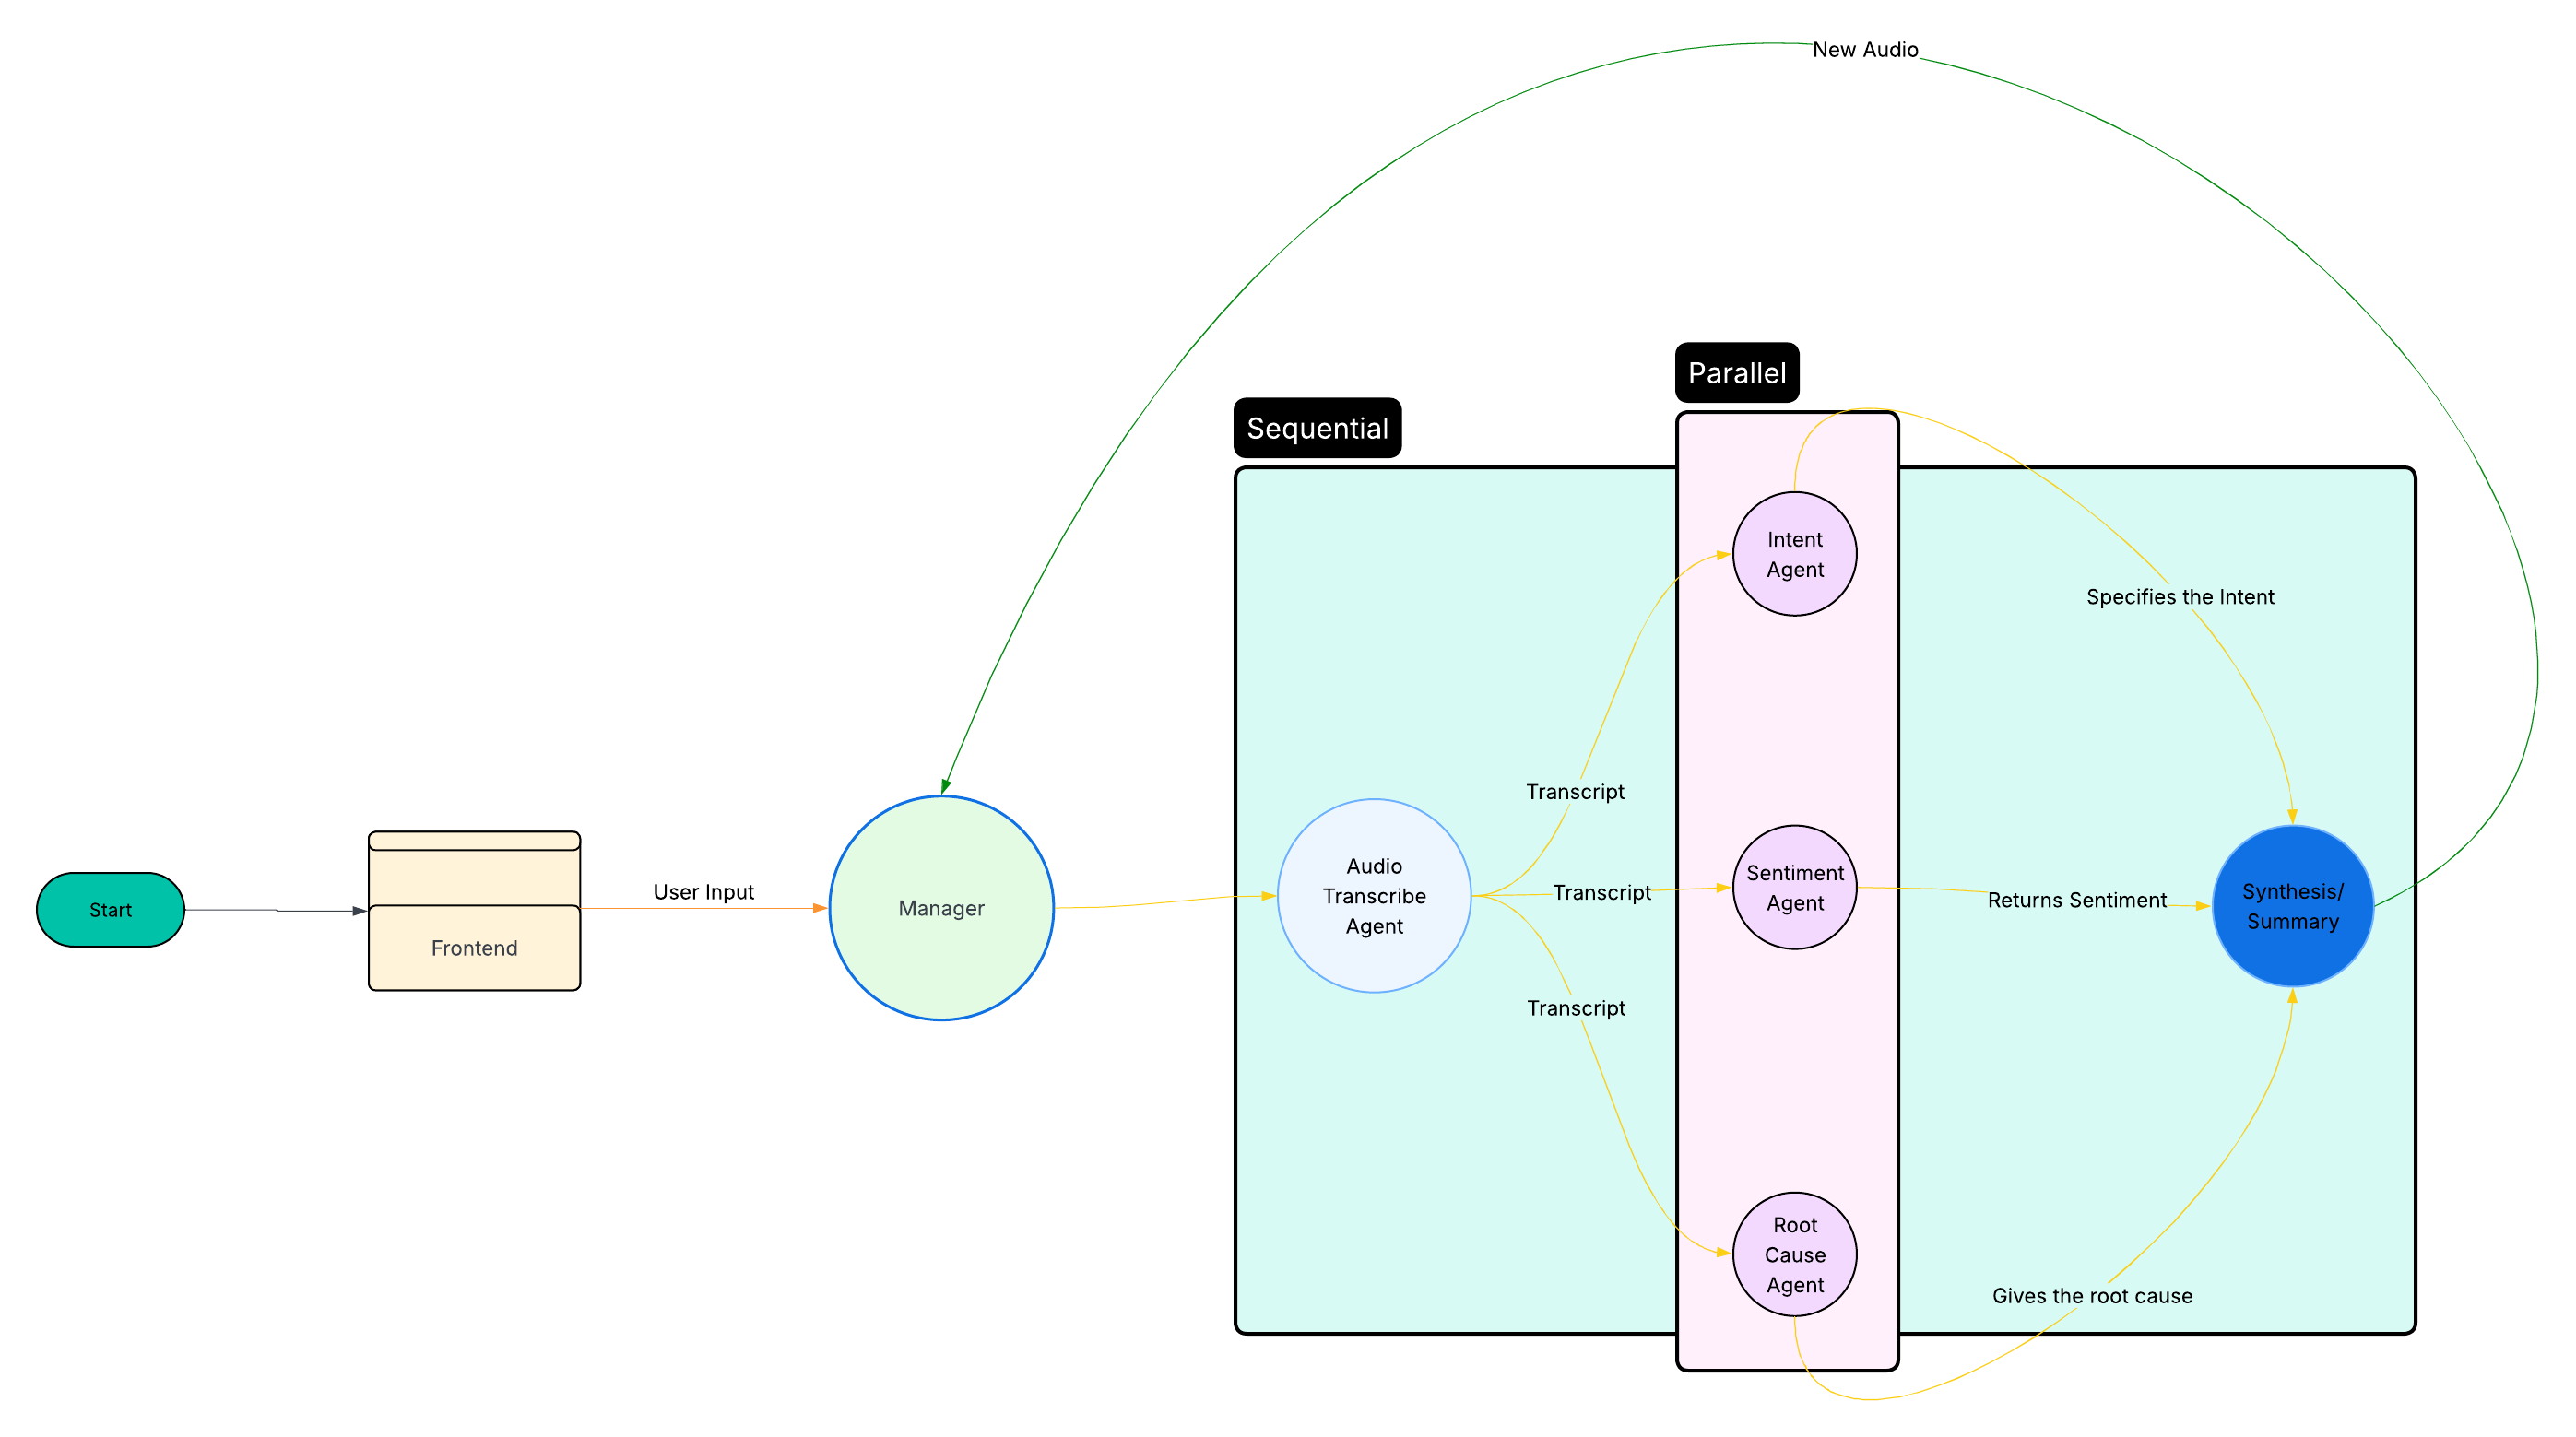 New Audio
Parallel
Sequential
Intent
Agent
Specifies the Intent
Transcript
Start
Frontend
User Input
Manager
Audio
Transcribe
Agent
Transcript
Sentiment
Agent
Returns Sentiment
Synthesis/
Summary
Transcript
Root
Cause
Agent
Gives the root cause